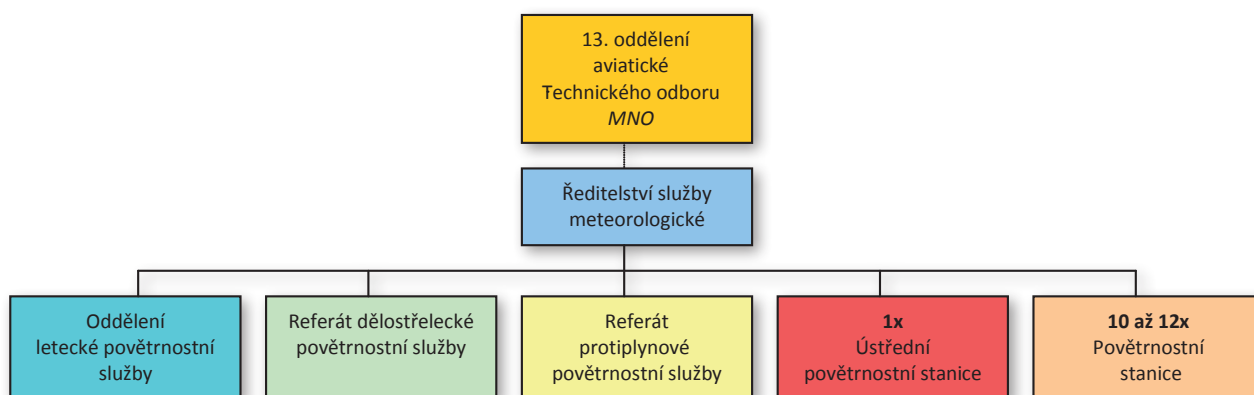 13. oddělení
aviatické
Technického odboru
MNO
Ředitelství služby
meteorologické
Oddělení
letecké povětrnostní
služby
Referát dělostřelecké
povětrnostní služby
Referát
protiplynové
povětrnostní služby
1x
Ústřední
povětrnostní stanice
10 až 12x
Povětrnostní
stanice